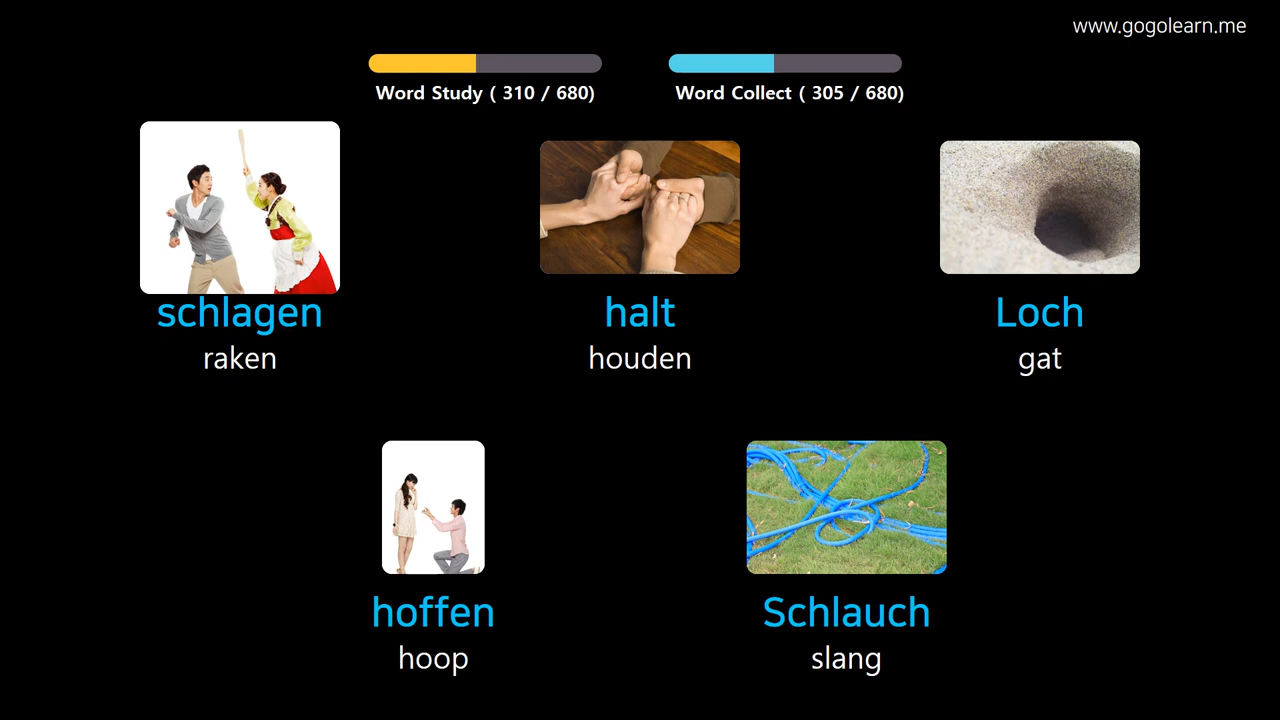 www.gogolearn.me
Word Study ( 310 / 680)
Word Collect ( 305 / 680)
schlagen
raken
halt
houden
Loch
gat
hoffen
hoop
Schlauch
slang